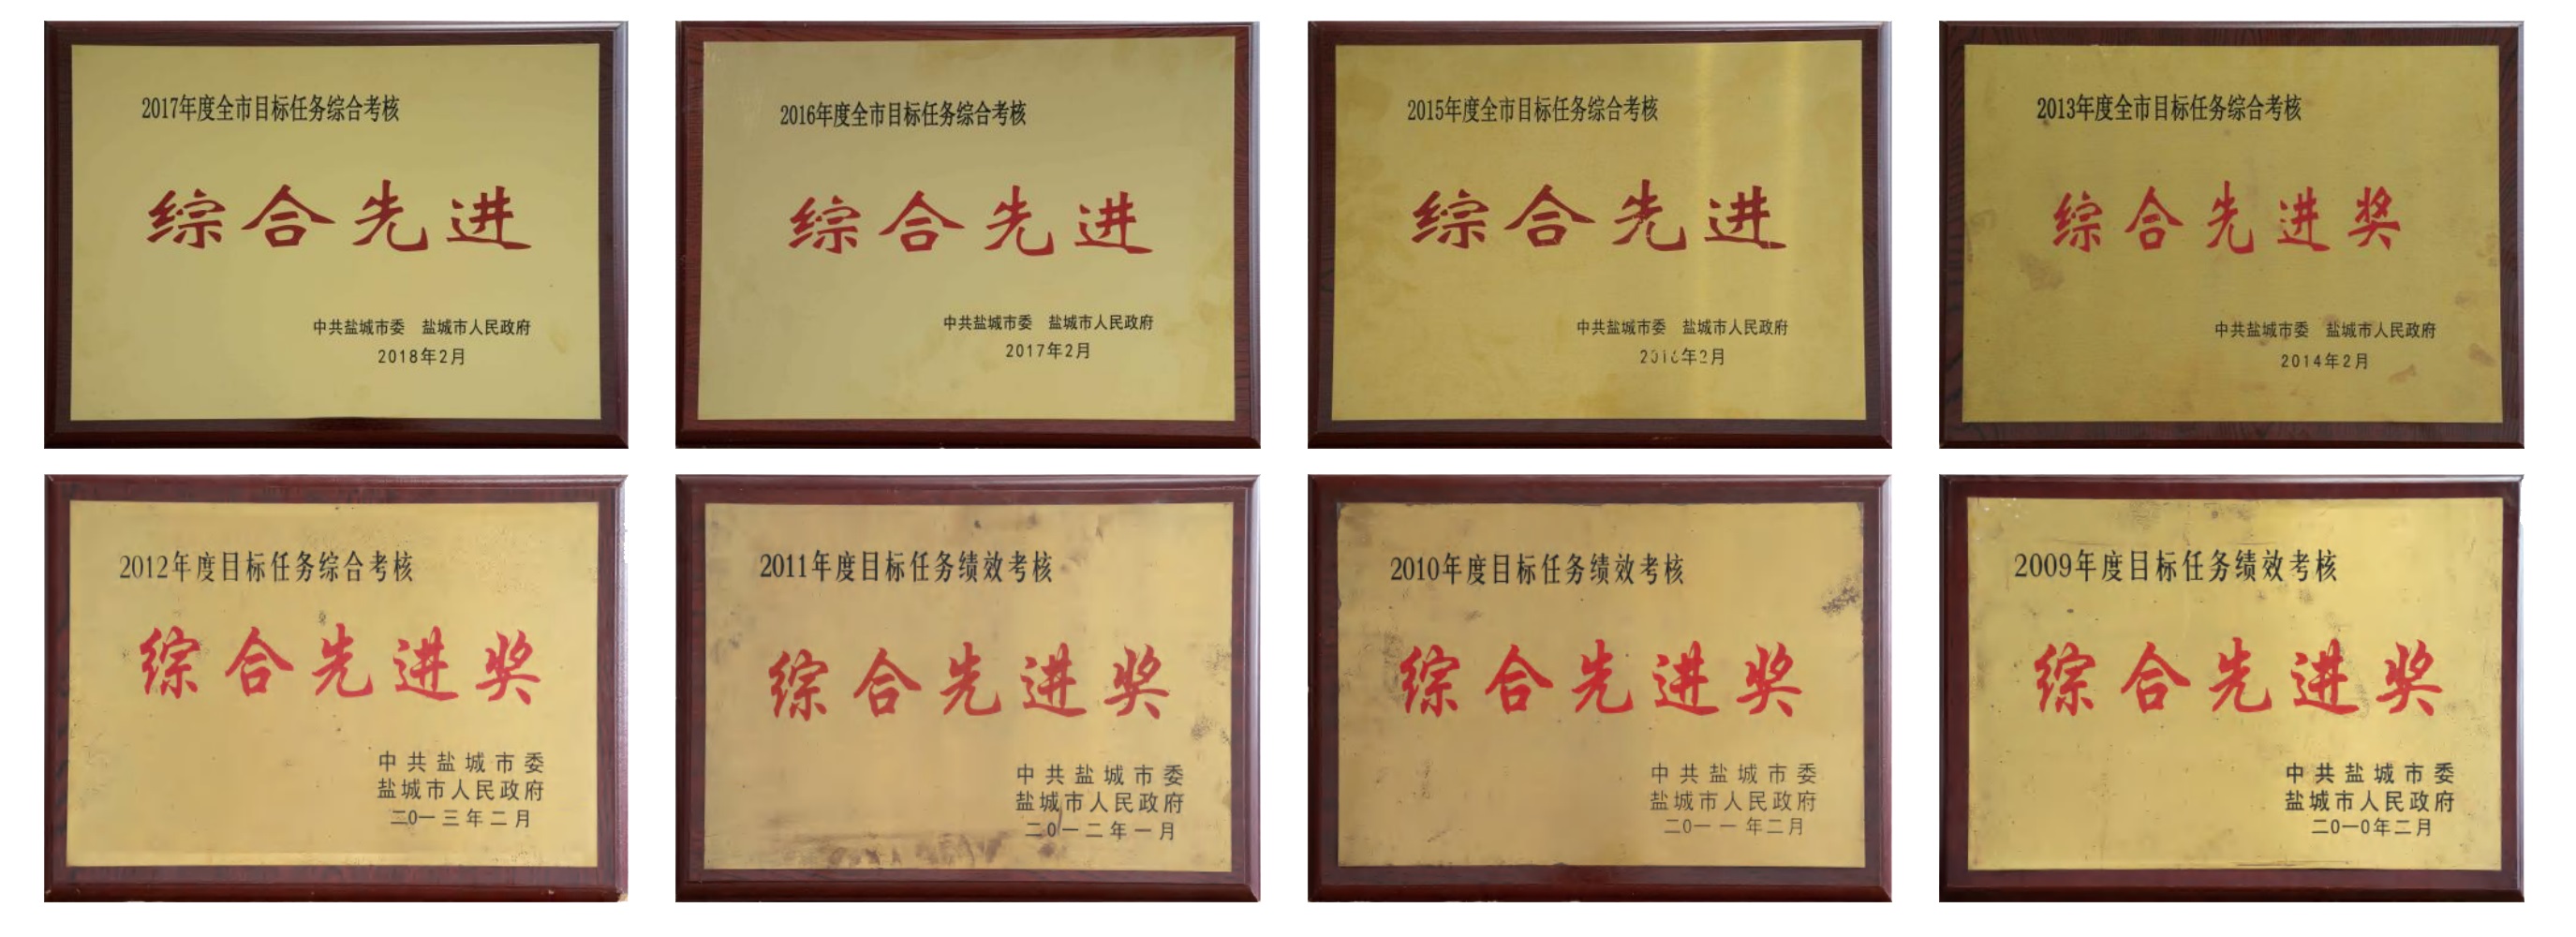 2017年度全市目标任务综合考核
综合先进
中共盐城市委 盐城市人民政府
2018年2月
2016年度全市目标任务综合考核
综合先进
中共盐城市委 盐城市人民政府
2017年2月
2015年度全市目标任务综合考核
综合先进
中共盐城市委 盐城市人民政府
2016年2月
2013年度全市目标任务综合考核
综合先进奖
中共盐城市委 盐城市人民政府
2014年2月
2012年度目标任务综合考核
综合先进奖
中共盐城市委
盐城市人民政府
二0一三年二月
2011年度目标任务绩效考核
综合先进奖
中共盐城市委
盐城市人民政府
二0一二年一月
2010年度目标任务绩效考核
综合先进奖
中共盐城市委
盐城市人民政府
二0一一年二月
2009年度目标任务绩效考核
综合先进奖
中共盐城市委
盐城市人民政府
二0一0年二月